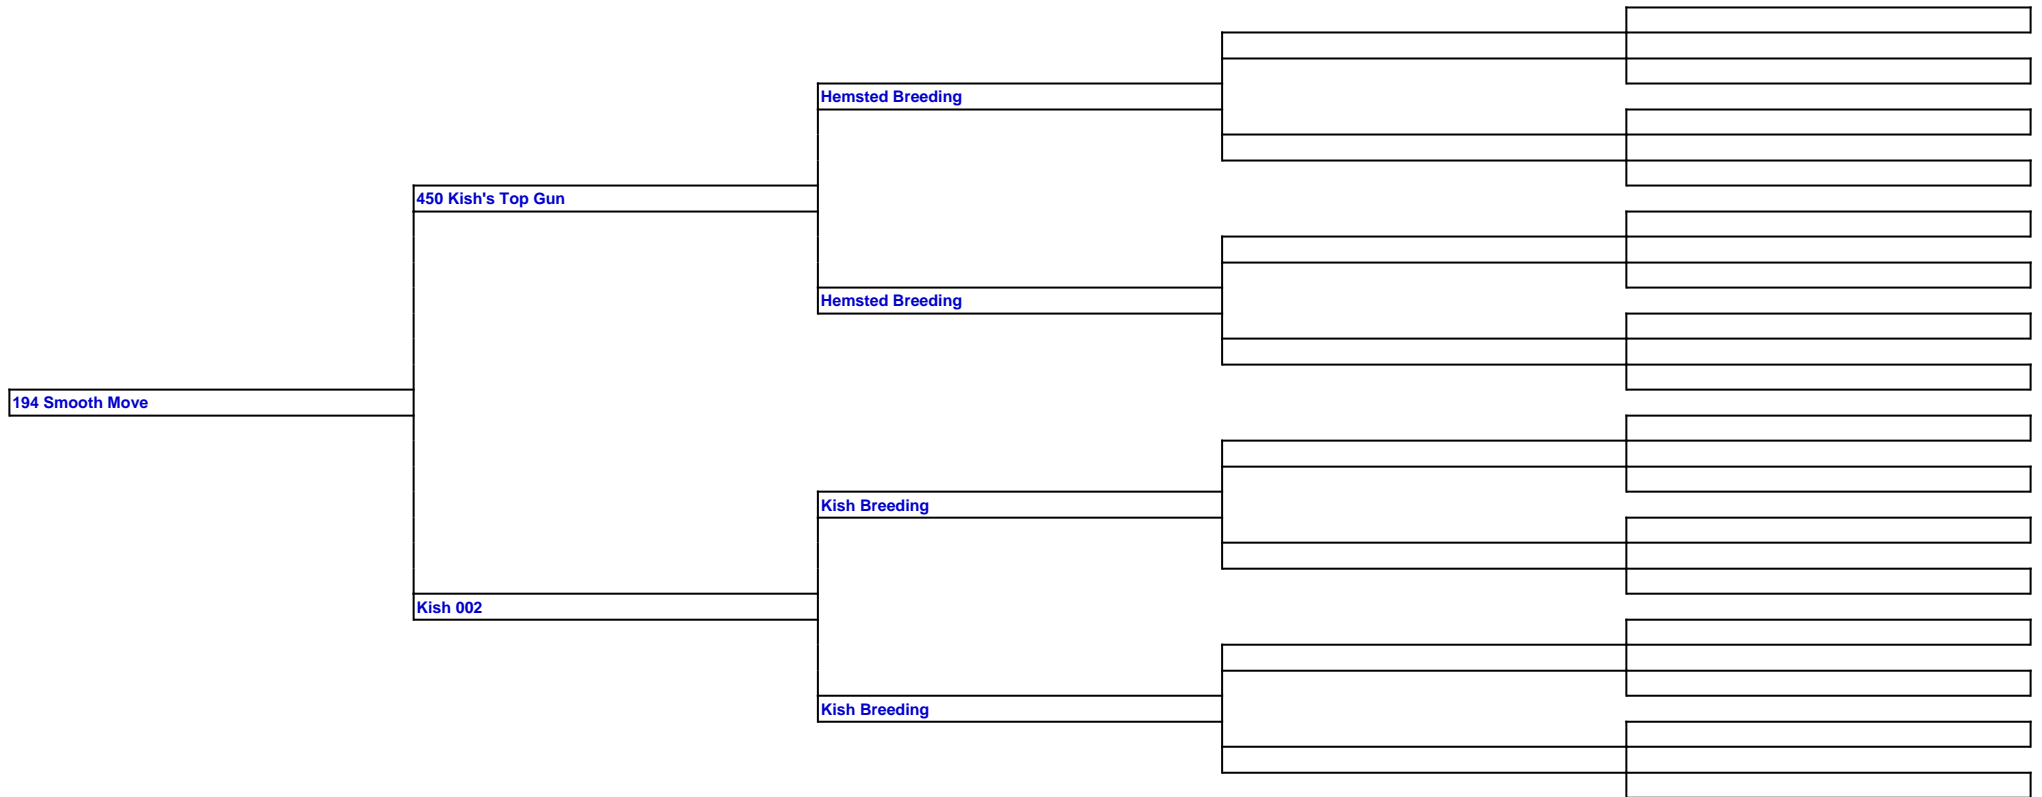 Hemsted Breeding
450 Kish's Top Gun
Hemsted Breeding
194 Smooth Move
Kish Breeding
Kish 002
Kish Breeding